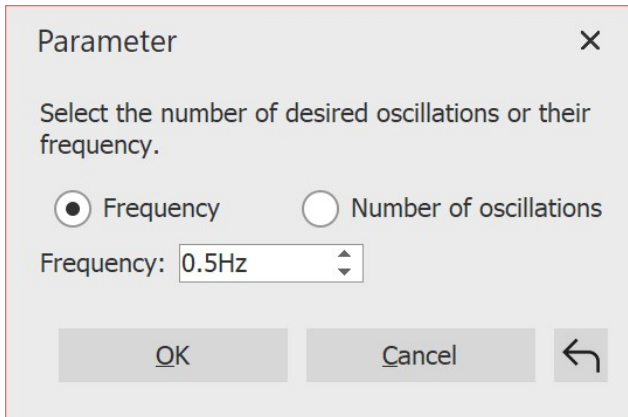 Parameter
Select the number of desired oscillations or their
frequency.
Frequency Number of oscillations
Frequency: 0.5Hz
OK Cancel